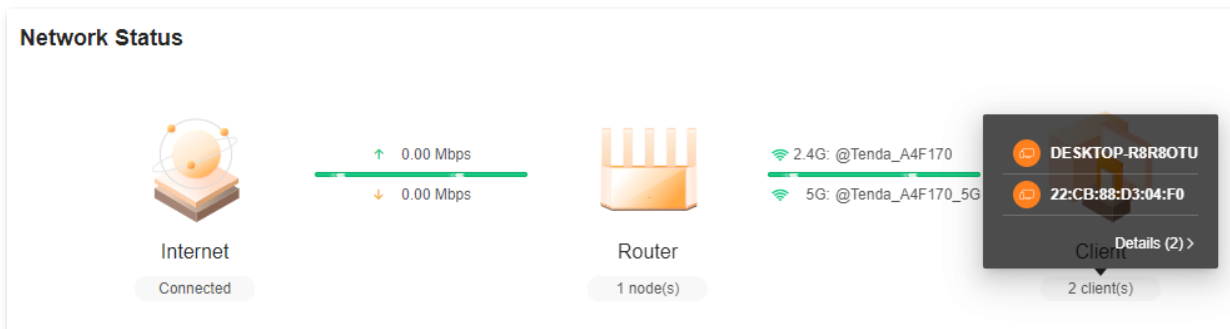 Network Status
0.00 Mbps
0.00 Mbps
2.4G: @Tenda_A4F170
5G: @Tenda_A4F170_5G
DESKTOP-R8R8OTU
22:CB:88:D3:04:F0
Details (2) >
Internet
Router
Client
Connected
1 node(s)
2 client(s)